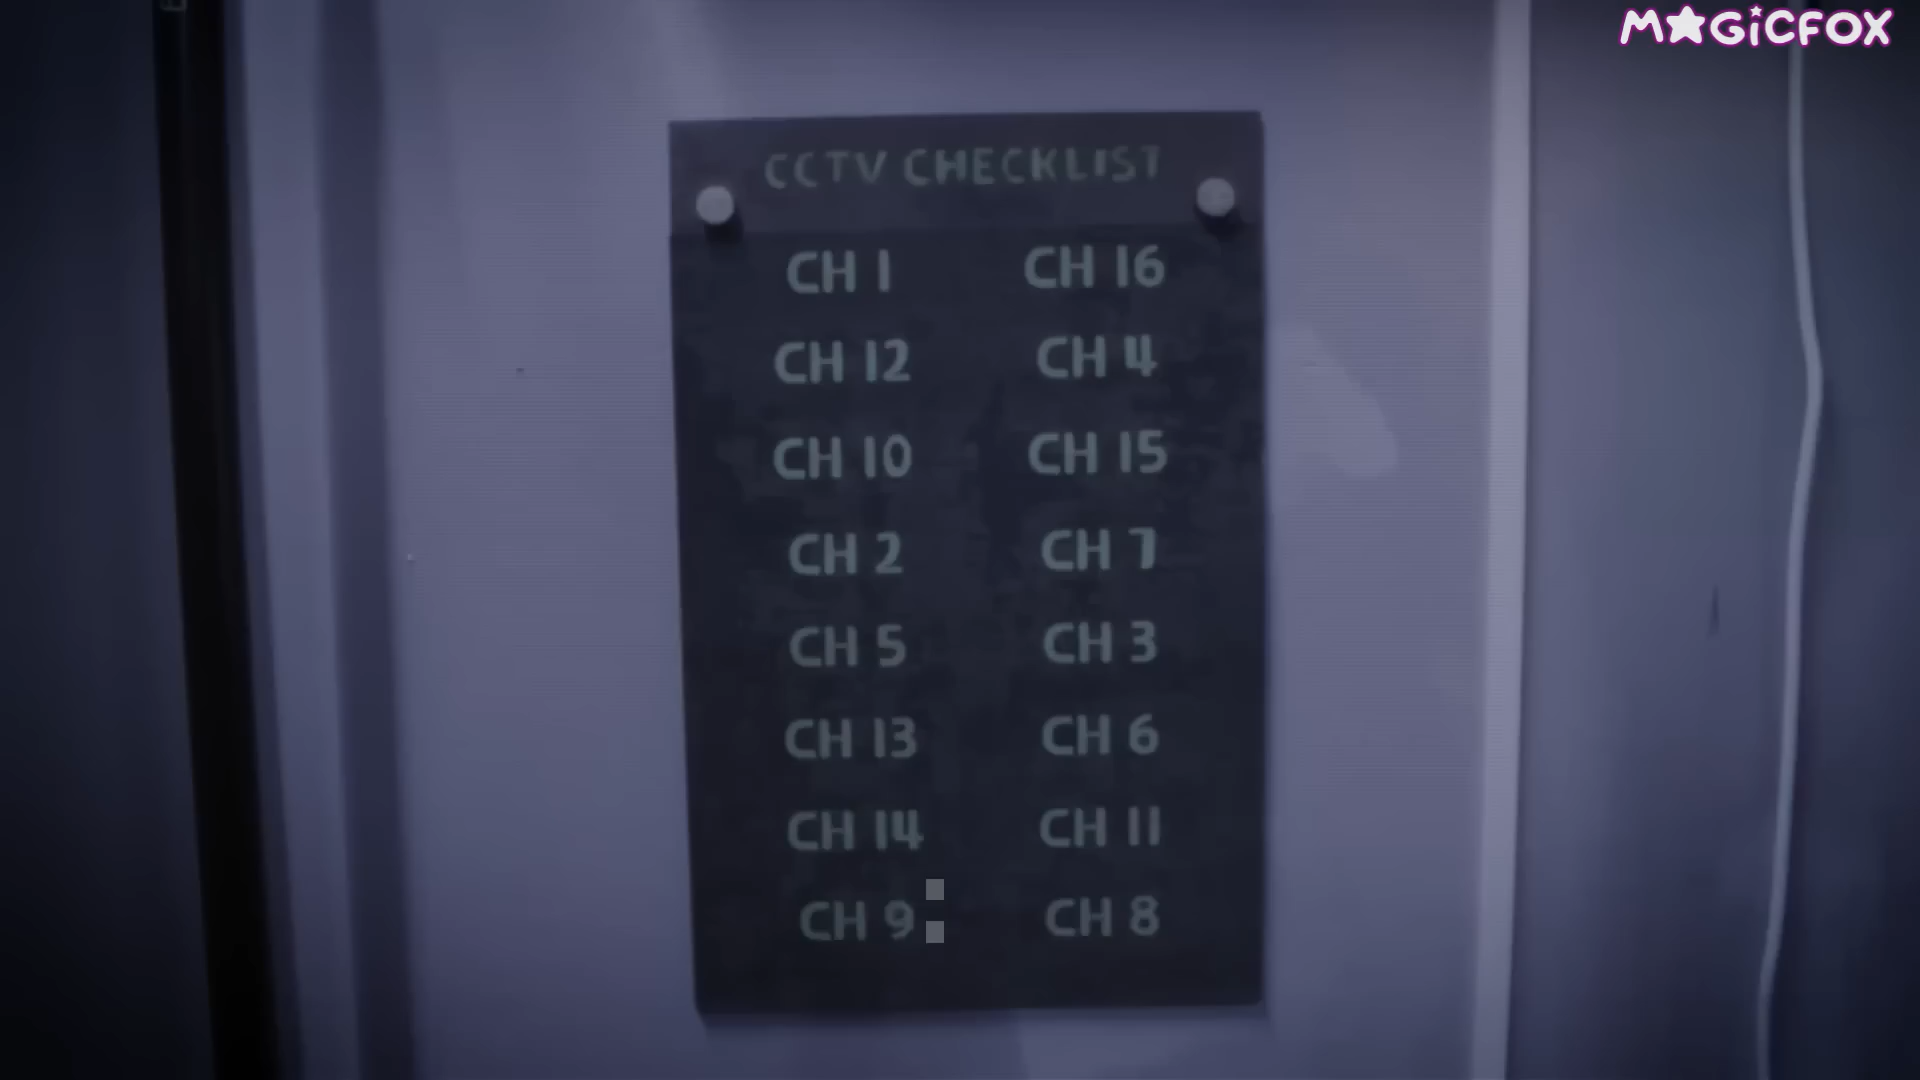 MAGiCFOX
CCTV CHECKLIST
CH 1 CH 16
CH 12 CH 4
CH 10 CH 15
CH 2 CH 7
CH 5 CH 3
CH 13 CH 6
CH 14 CH 11
CH 9 CH 8